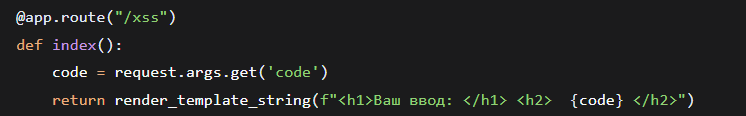 @app.route("/xss")
def index():
    code = request.args.get('code')
    return render_template_string(f"<h1>Ваш ввод: </h1> <h2>  {code} </h2>")